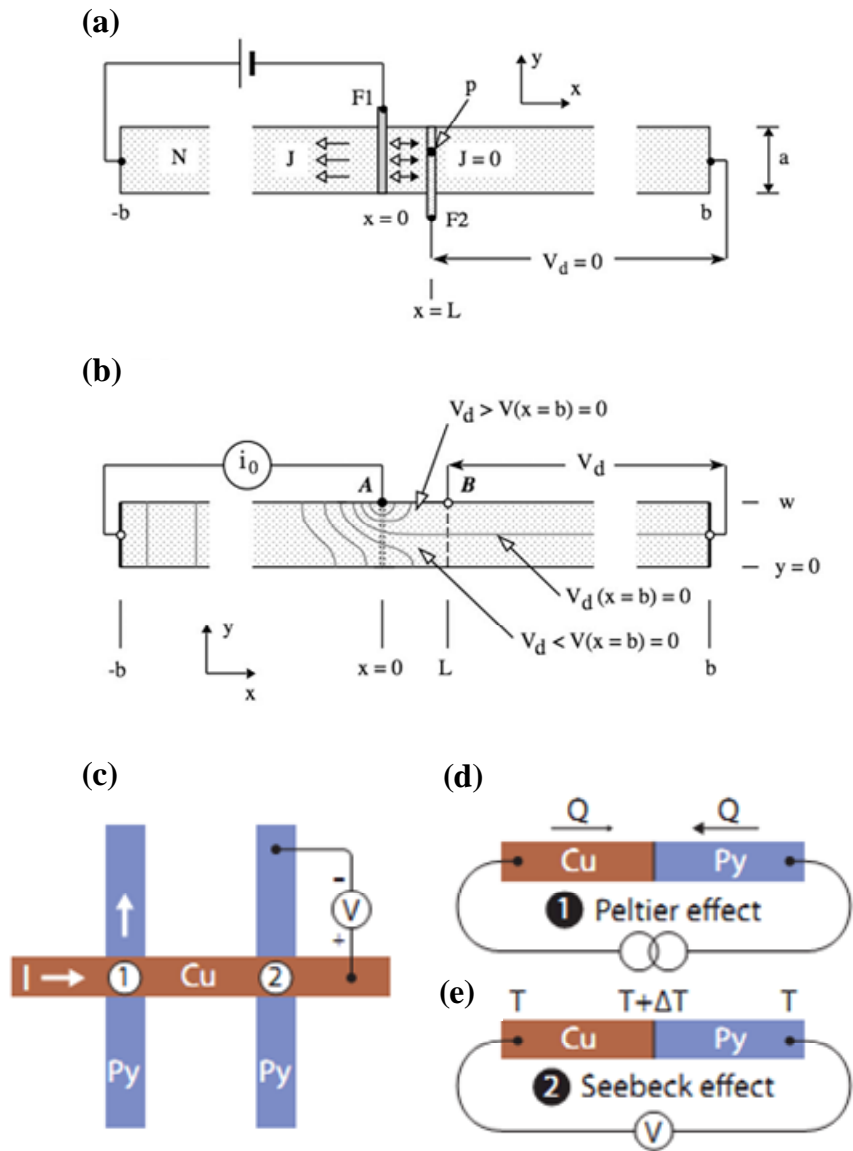 (a)
y
x
p
F1
N
J
J = 0
a
-b
x = 0
F2
b
V_d = 0
x = L
(b)
V_d > V(x = b) = 0
i_0
A
B
V_d
w
y = 0
V_d (x = b) = 0
V_d < V(x = b) = 0
y
x
-b
x = 0
L
b
(c)
-
V
+
I
1
Cu
2
Py
Py
(d)
Q
Q
Cu
Py
1 Peltier effect
(e)
T
T+ΔT
T
Cu
Py
2 Seebeck effect
V